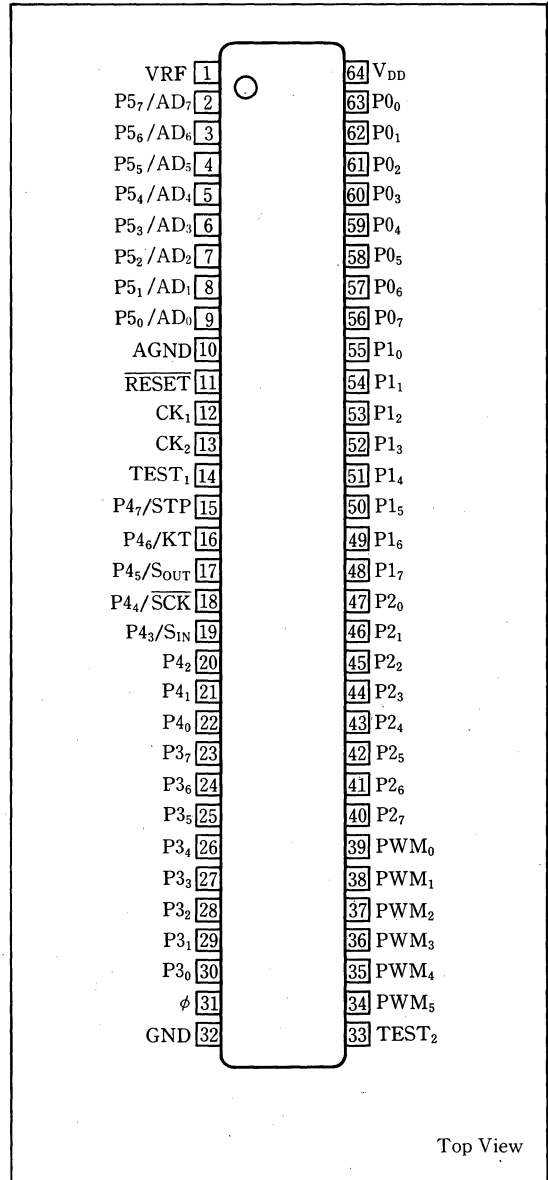 VRF 1 64 V_DD
P5₇/AD₇ 2 63 P0₀
P5₆/AD₆ 3 62 P0₁
P5₅/AD₅ 4 61 P0₂
P5₄/AD₄ 5 60 P0₃
P5₃/AD₃ 6 59 P0₄
P5₂/AD₂ 7 58 P0₅
P5₁/AD₁ 8 57 P0₆
P5₀/AD₀ 9 56 P0₇
AGND 10 55 P1₀
R̅E̅S̅E̅T̅ 11 54 P1₁
CK₁ 12 53 P1₂
CK₂ 13 52 P1₃
TEST₁ 14 51 P1₄
P4₇/STP 15 50 P1₅
P4₆/KT 16 49 P1₆
P4₅/S_OUT 17 48 P1₇
P4₄/S̅C̅K̅ 18 47 P2₀
P4₃/S_IN 19 46 P2₁
P4₂ 20 45 P2₂
P4₁ 21 44 P2₃
P4₀ 22 43 P2₄
P3₇ 23 42 P2₅
P3₆ 24 41 P2₆
P3₅ 25 40 P2₇
P3₄ 26 39 PWM₀
P3₃ 27 38 PWM₁
P3₂ 28 37 PWM₂
P3₁ 29 36 PWM₃
P3₀ 30 35 PWM₄
ϕ 31 34 PWM₅
GND 32 33 TEST₂
Top View